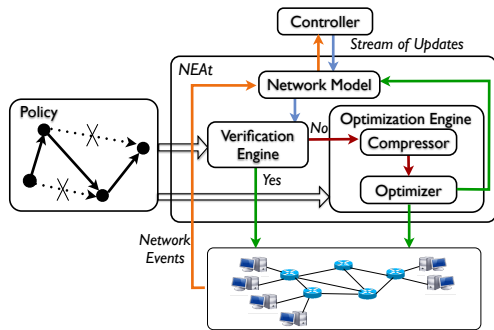 Controller
Stream of Updates
NEAt
Network Model
Policy
Verification
Engine
No
Optimization Engine
Compressor
Yes
Optimizer
Network
Events